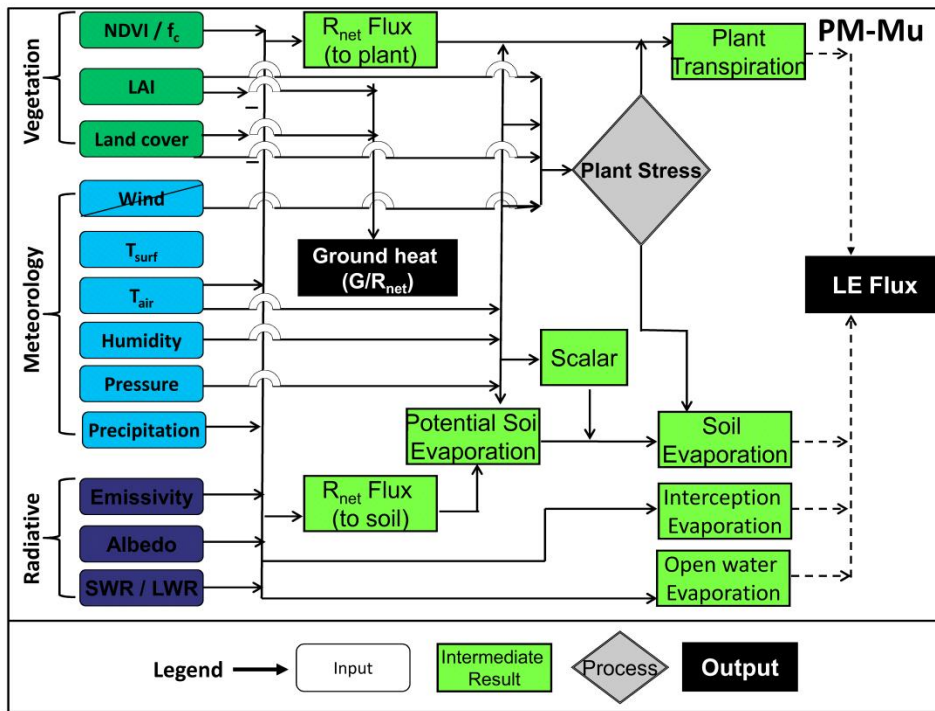 PM-Mu
Vegetation
NDVI / fc
LAI
Land cover
Meteorology
Wind
Tsurf
Tair
Humidity
Pressure
Precipitation
Radiative
Emissivity
Albedo
SWR / LWR
Rnet Flux
(to plant)
Plant
Transpiration
Plant Stress
Ground heat
(G/Rnet)
LE Flux
Scalar
Potential Soi
Evaporation
Soil
Evaporation
Rnet Flux
(to soil)
Interception
Evaporation
Open water
Evaporation
Legend
Input
Intermediate
Result
Process
Output